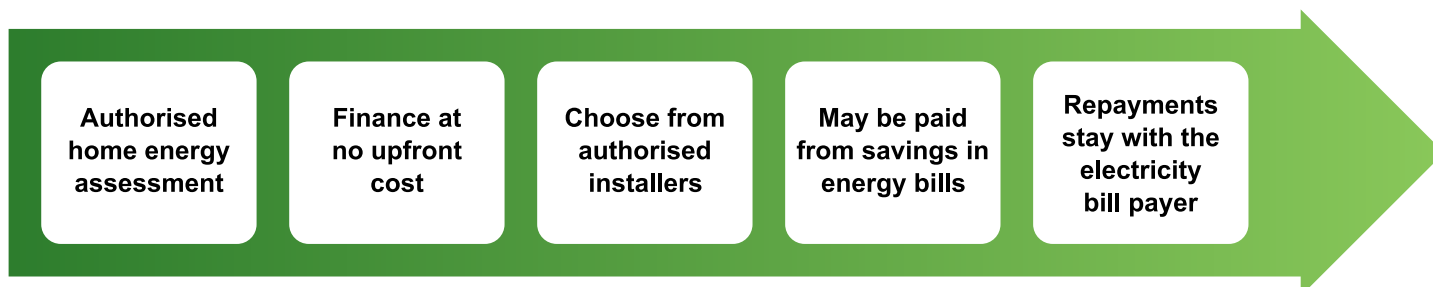 Authorised
home energy
assessment
Finance at
no upfront
cost
Choose from
authorised
installers
May be paid
from savings in
energy bills
Repayments
stay with the
electricity
bill payer